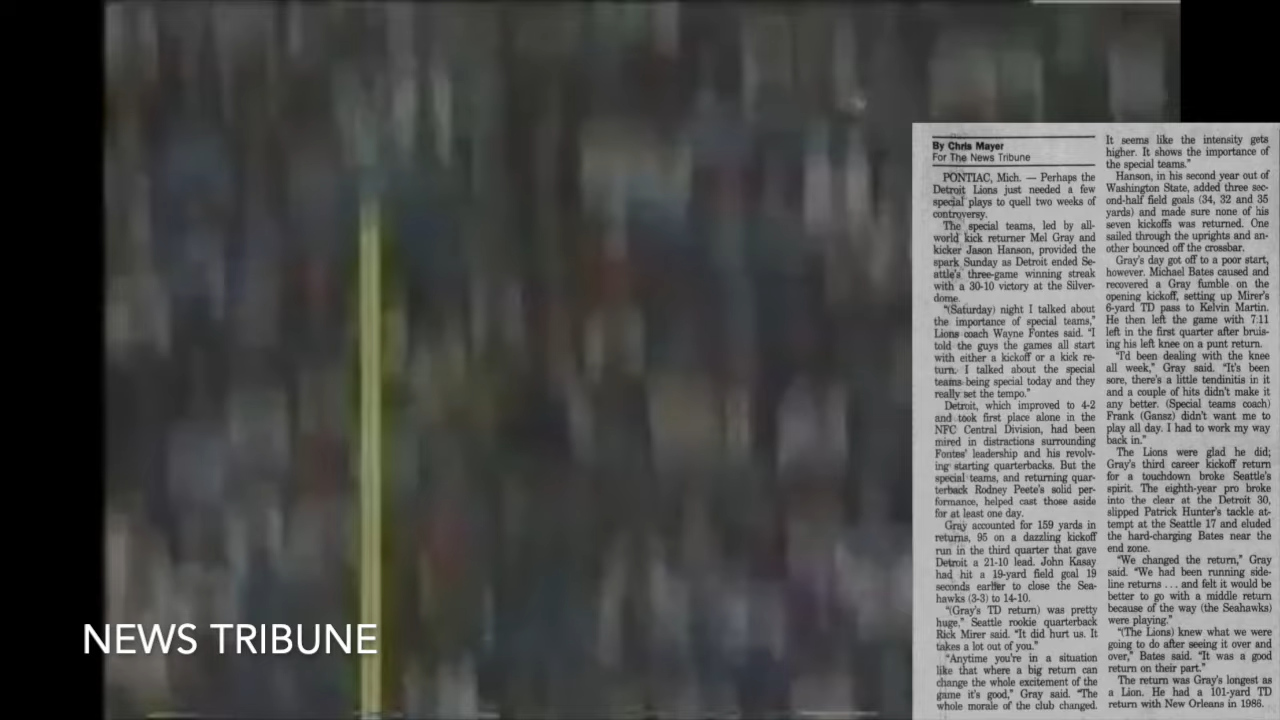 By Chris Mayer
For The News Tribune
PONTIAC, Mich. — Perhaps the
Detroit Lions just needed a few
special plays to quell two weeks of
controversy.
The special teams, led by all-
world kick returner Mel Gray and
kicker Jason Hanson, provided the
spark Sunday as Detroit ended Se-
attle's three-game winning streak
with a 30-10 victory at the Silver-
dome.
"(Saturday) night I talked about
the importance of special teams,"
Lions coach Wayne Fontes said. "I
told the guys the games all start
with either a kickoff or a kick re-
turn. I talked about the special
teams being special today and they
really set the tempo."
Detroit, which improved to 4-2
and took first place alone in the
NFC Central Division, had been
mired in distractions surrounding
Fontes' leadership and his revolv-
ing starting quarterbacks. But the
special teams, and returning quar-
terback Rodney Peete's solid per-
formance, helped cast those aside
for at least one day.
Gray accounted for 159 yards in
returns, 95 on a dazzling kickoff
run in the third quarter that gave
Detroit a 21-10 lead. John Kasay
had hit a 19-yard field goal 19
seconds earlier to close the Sea-
hawks (3-3) to 14-10.
"(Gray's TD return) was pretty
huge," Seattle rookie quarterback
Rick Mirer said. "It did hurt us. It
takes a lot out of you."
"Anytime you're in a situation
like that where a big return can
change the whole excitement of the
game it's good," Gray said. "The
whole morale of the club changed.
It seems like the intensity gets
higher. It shows the importance of
the special teams."
Hanson, in his second year out of
Washington State, added three sec-
ond-half field goals (34, 32 and 35
yards) and made sure none of his
seven kickoffs was returned. One
sailed through the uprights and an-
other bounced off the crossbar.
Gray's day got off to a poor start,
however. Michael Bates caused and
recovered a Gray fumble on the
opening kickoff, setting up Mirer's
6-yard TD pass to Kelvin Martin.
He then left the game with 7:11
left in the first quarter after bruis-
ing his left knee on a punt return.
"I'd been dealing with the knee
all week," Gray said. "It's been
sore, there's a little tendinitis in it
and a couple of hits didn't make it
any better. (Special teams coach)
Frank (Gansz) didn't want me to
play all day. I had to work my way
back in."
The Lions were glad he did;
Gray's third career kickoff return
for a touchdown broke Seattle's
spirit. The eighth-year pro broke
into the clear at the Detroit 30,
slipped Patrick Hunter's tackle at-
tempt at the Seattle 17 and eluded
the hard-charging Bates near the
end zone.
"We changed the return," Gray
said. "We had been running side-
line returns . . . and felt it would be
better to go with a middle return
because of the way (the Seahawks)
were playing."
"(The Lions) knew what we were
going to do after seeing it over and
over," Bates said. "It was a good
return on their part."
The return was Gray's longest as
a Lion. He had a 101-yard TD
return with New Orleans in 1986.
NEWS TRIBUNE